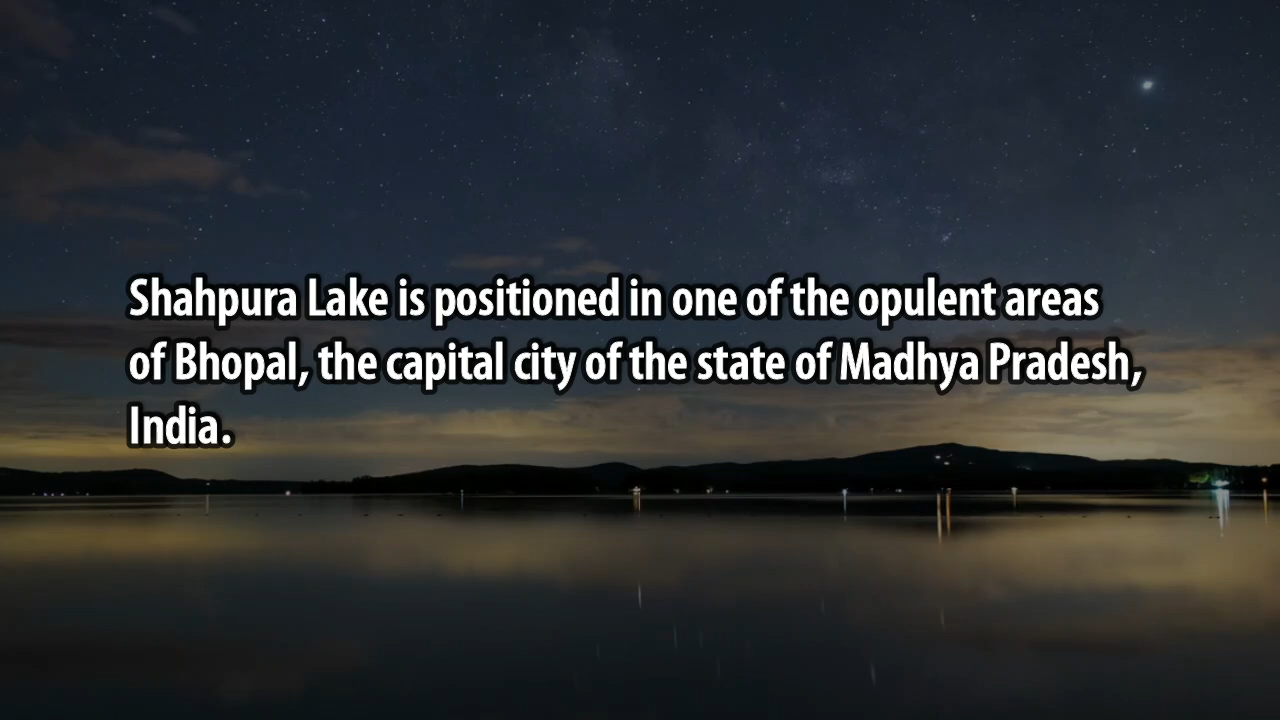 Shahpura Lake is positioned in one of the opulent areas
of Bhopal, the capital city of the state of Madhya Pradesh,
India.